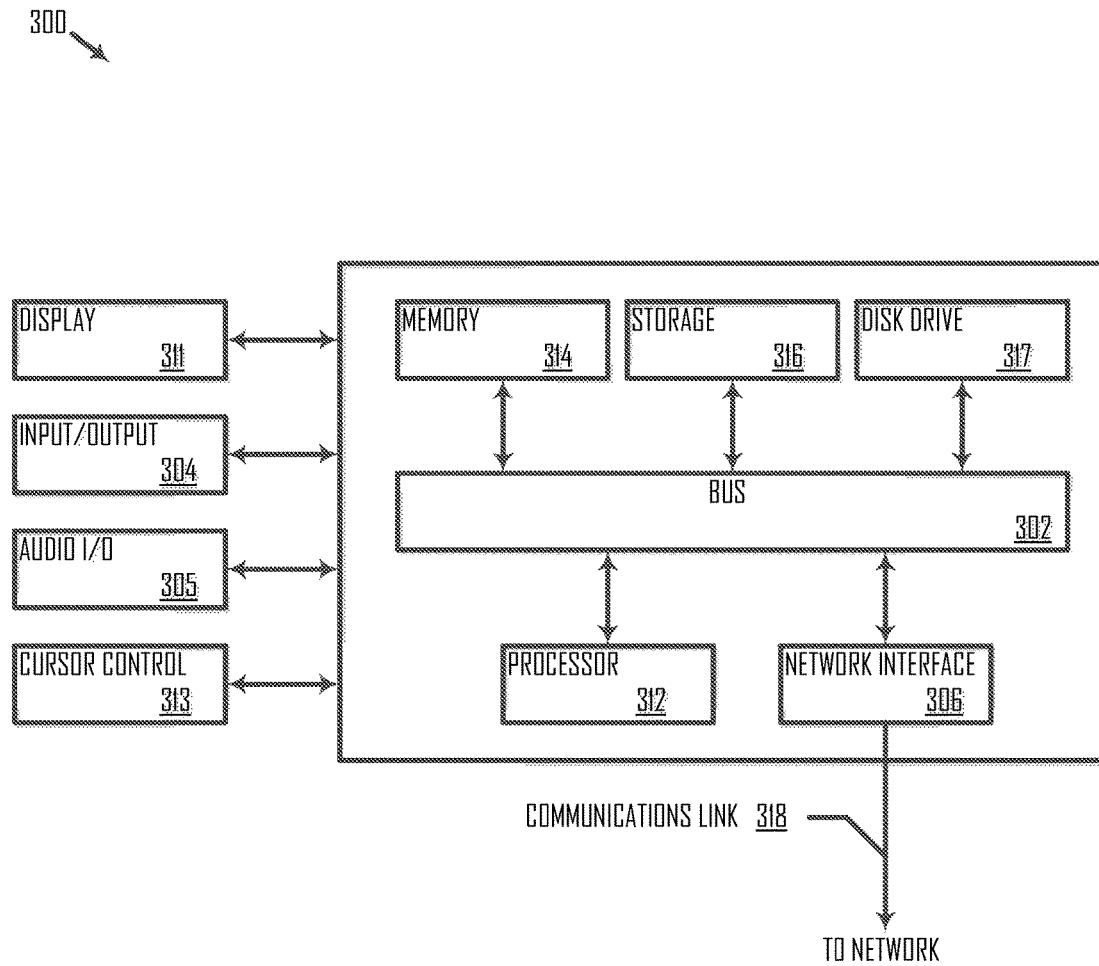 300
DISPLAY
311
INPUT/OUTPUT
304
AUDIO I/O
305
CURSOR CONTROL
313
MEMORY
314
STORAGE
316
DISK DRIVE
317
BUS
302
PROCESSOR
312
NETWORK INTERFACE
306
COMMUNICATIONS LINK 318
TO NETWORK